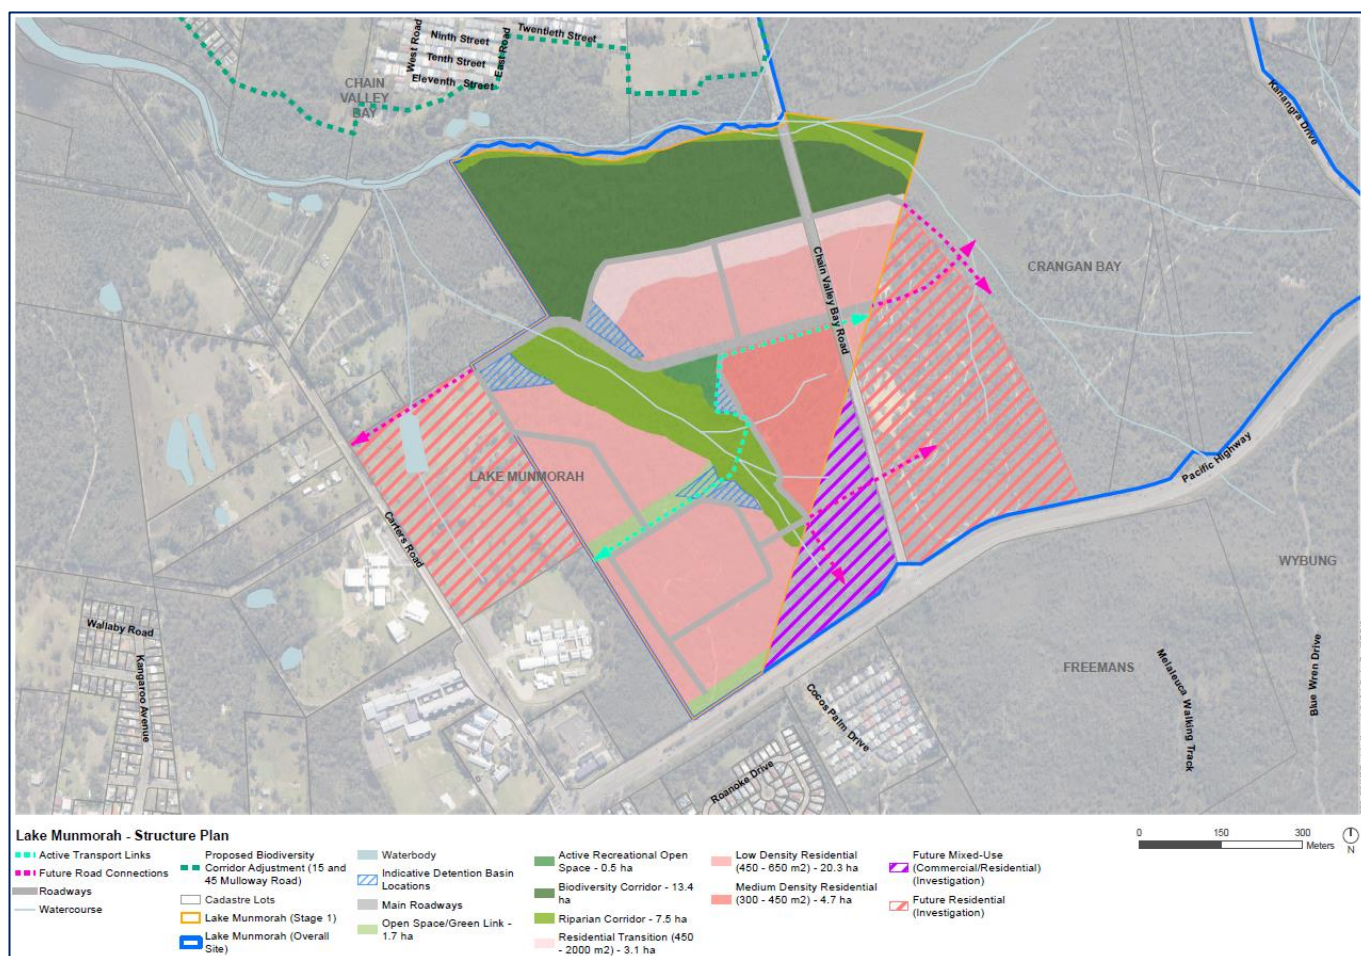 Twentieth Street
Ninth Street
West Road
East Road
Tenth Street
Eleventh Street
CHAIN
VALLEY
BAY
Kanangra Drive
CRANGAN BAY
Chain Valley Bay Road
Pacific Highway
LAKE MUNMORAH
Carters Road
WYBUNG
Wallaby Road
Kangaroo Avenue
FREEMANS
Melaleuca Walking Track
Blue Wren Drive
Cocos Palm Drive
Roanoke Drive
Lake Munmorah - Structure Plan
Active Transport Links
Future Road Connections
Roadways
Watercourse
Proposed Biodiversity
Corridor Adjustment (15 and
45 Mulloway Road)
Cadastre Lots
Lake Munmorah (Stage 1)
Lake Munmorah (Overall
Site)
Waterbody
Indicative Detention Basin
Locations
Main Roadways
Open Space/Green Link -
1.7 ha
Active Recreational Open
Space - 0.5 ha
Biodiversity Corridor - 13.4
ha
Riparian Corridor - 7.5 ha
Residential Transition (450
- 2000 m2) - 3.1 ha
Low Density Residential
(450 - 650 m2) - 20.3 ha
Medium Density Residential
(300 - 450 m2) - 4.7 ha
Future Mixed-Use
(Commercial/Residential)
(Investigation)
Future Residential
(Investigation)
0 150 300
Meters